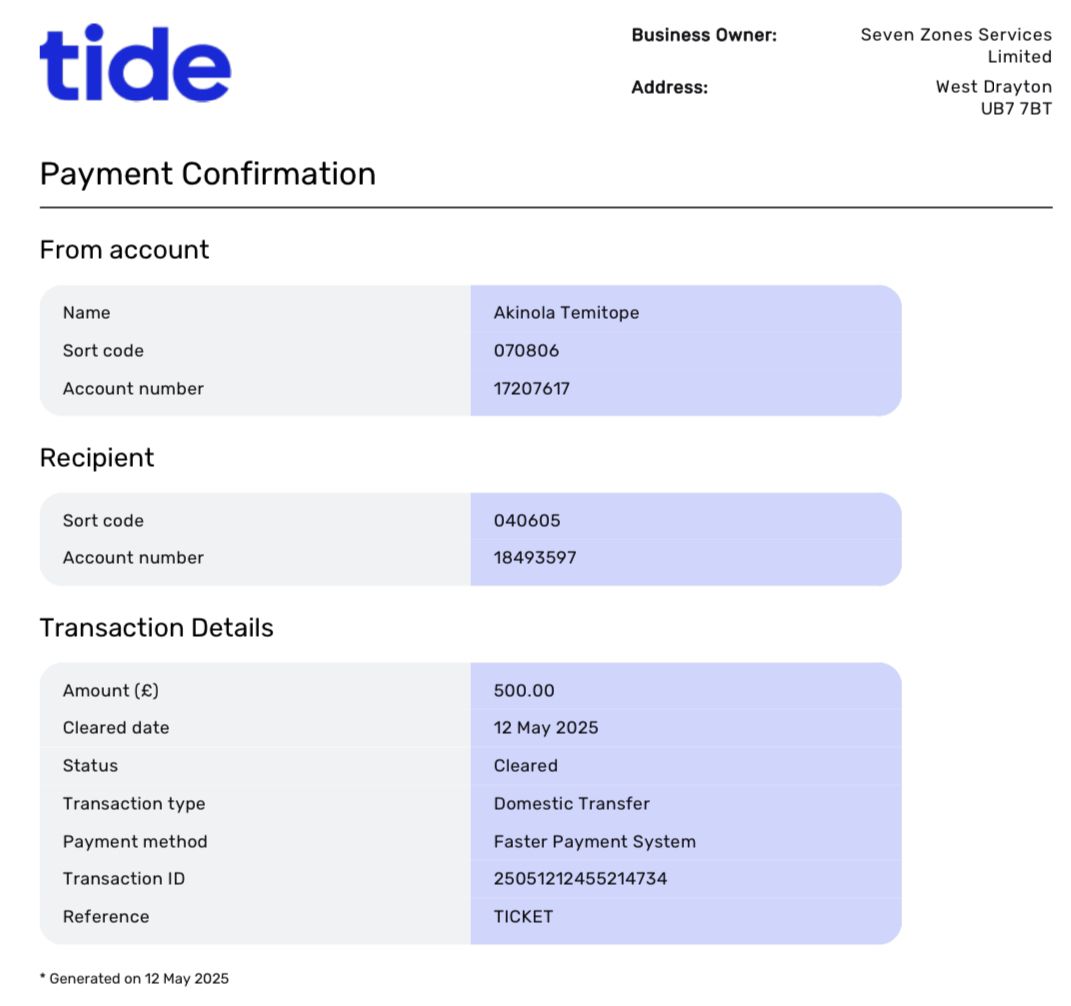 tide
Business Owner: Seven Zones Services
Limited
Address: West Drayton
UB7 7BT
Payment Confirmation
From account
Name Akinola Temitope
Sort code 070806
Account number 17207617
Recipient
Sort code 040605
Account number 18493597
Transaction Details
Amount (£) 500.00
Cleared date 12 May 2025
Status Cleared
Transaction type Domestic Transfer
Payment method Faster Payment System
Transaction ID 25051212455214734
Reference TICKET
* Generated on 12 May 2025